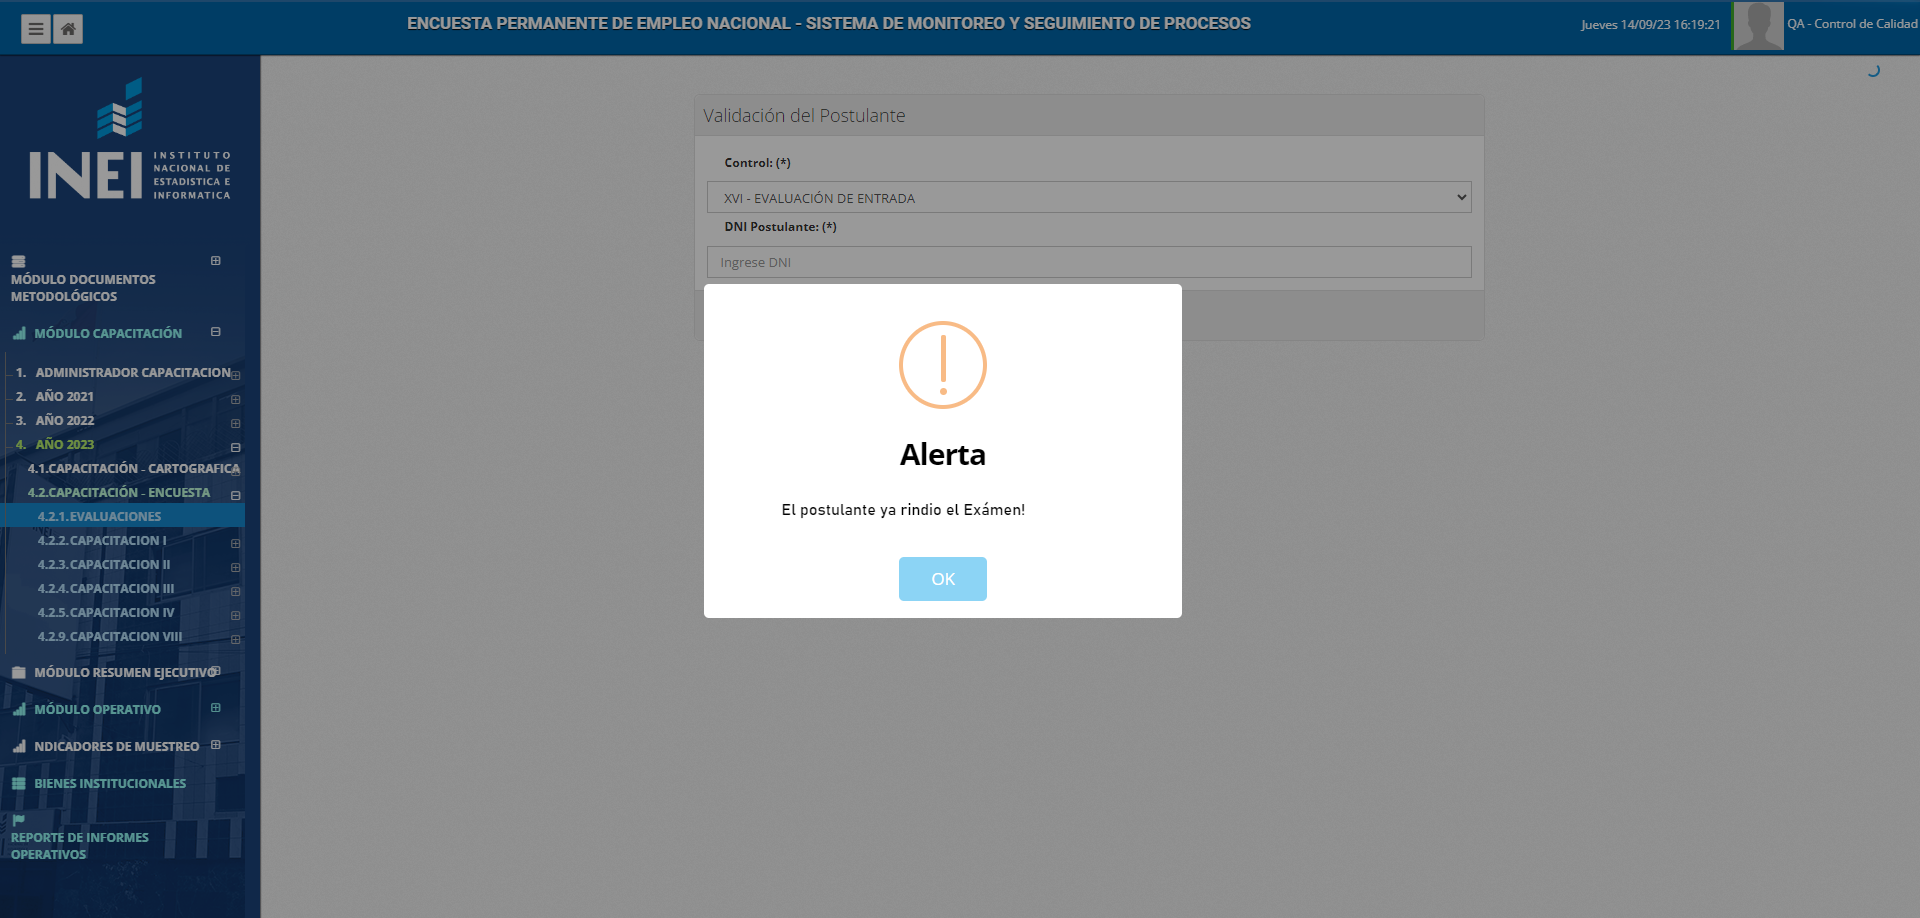 ENCUESTA PERMANENTE DE EMPLEO NACIONAL - SISTEMA DE MONITOREO Y SEGUIMIENTO DE PROCESOS
Jueves 14/09/23 16:19:21
QA - Control de Calidad
INEI
INSTITUTO
NACIONAL DE
ESTADISTICA E
INFORMATICA
MÓDULO DOCUMENTOS
METODOLÓGICOS
MÓDULO CAPACITACIÓN
1. ADMINISTRADOR CAPACITACION
2. AÑO 2021
3. AÑO 2022
4. AÑO 2023
4.1.CAPACITACIÓN - CARTOGRAFICA
4.2.CAPACITACIÓN - ENCUESTA
4.2.1.EVALUACIONES
4.2.2.CAPACITACION I
4.2.3.CAPACITACION II
4.2.4.CAPACITACION III
4.2.5.CAPACITACION IV
4.2.9.CAPACITACION VIII
MÓDULO RESUMEN EJECUTIVO
MÓDULO OPERATIVO
NDICADORES DE MUESTREO
BIENES INSTITUCIONALES
REPORTE DE INFORMES
OPERATIVOS
Validación del Postulante
Control: (*)
XVI - EVALUACIÓN DE ENTRADA
DNI Postulante: (*)
Ingrese DNI
Alerta
El postulante ya rindio el Exámen!
OK